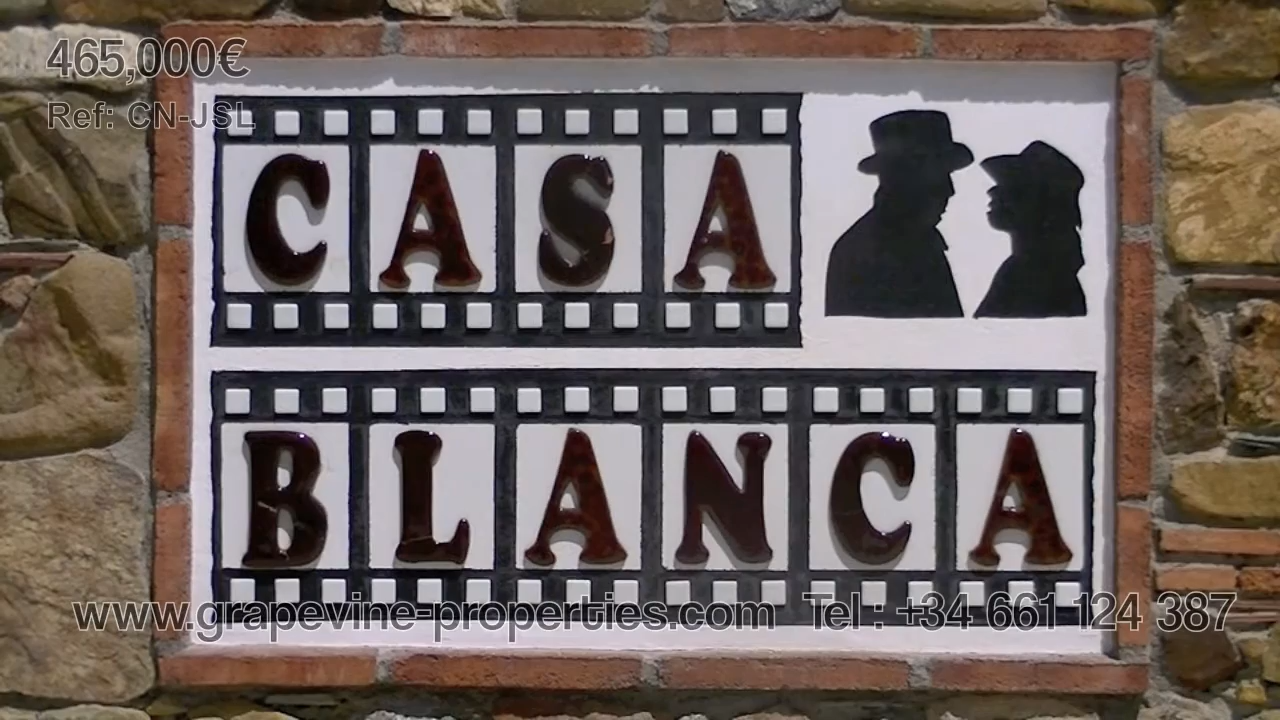 465,000€
Ref: CN-JSL
CASA
BLANCA
www.grapevine-properties.com Tel : +34 661 124 387